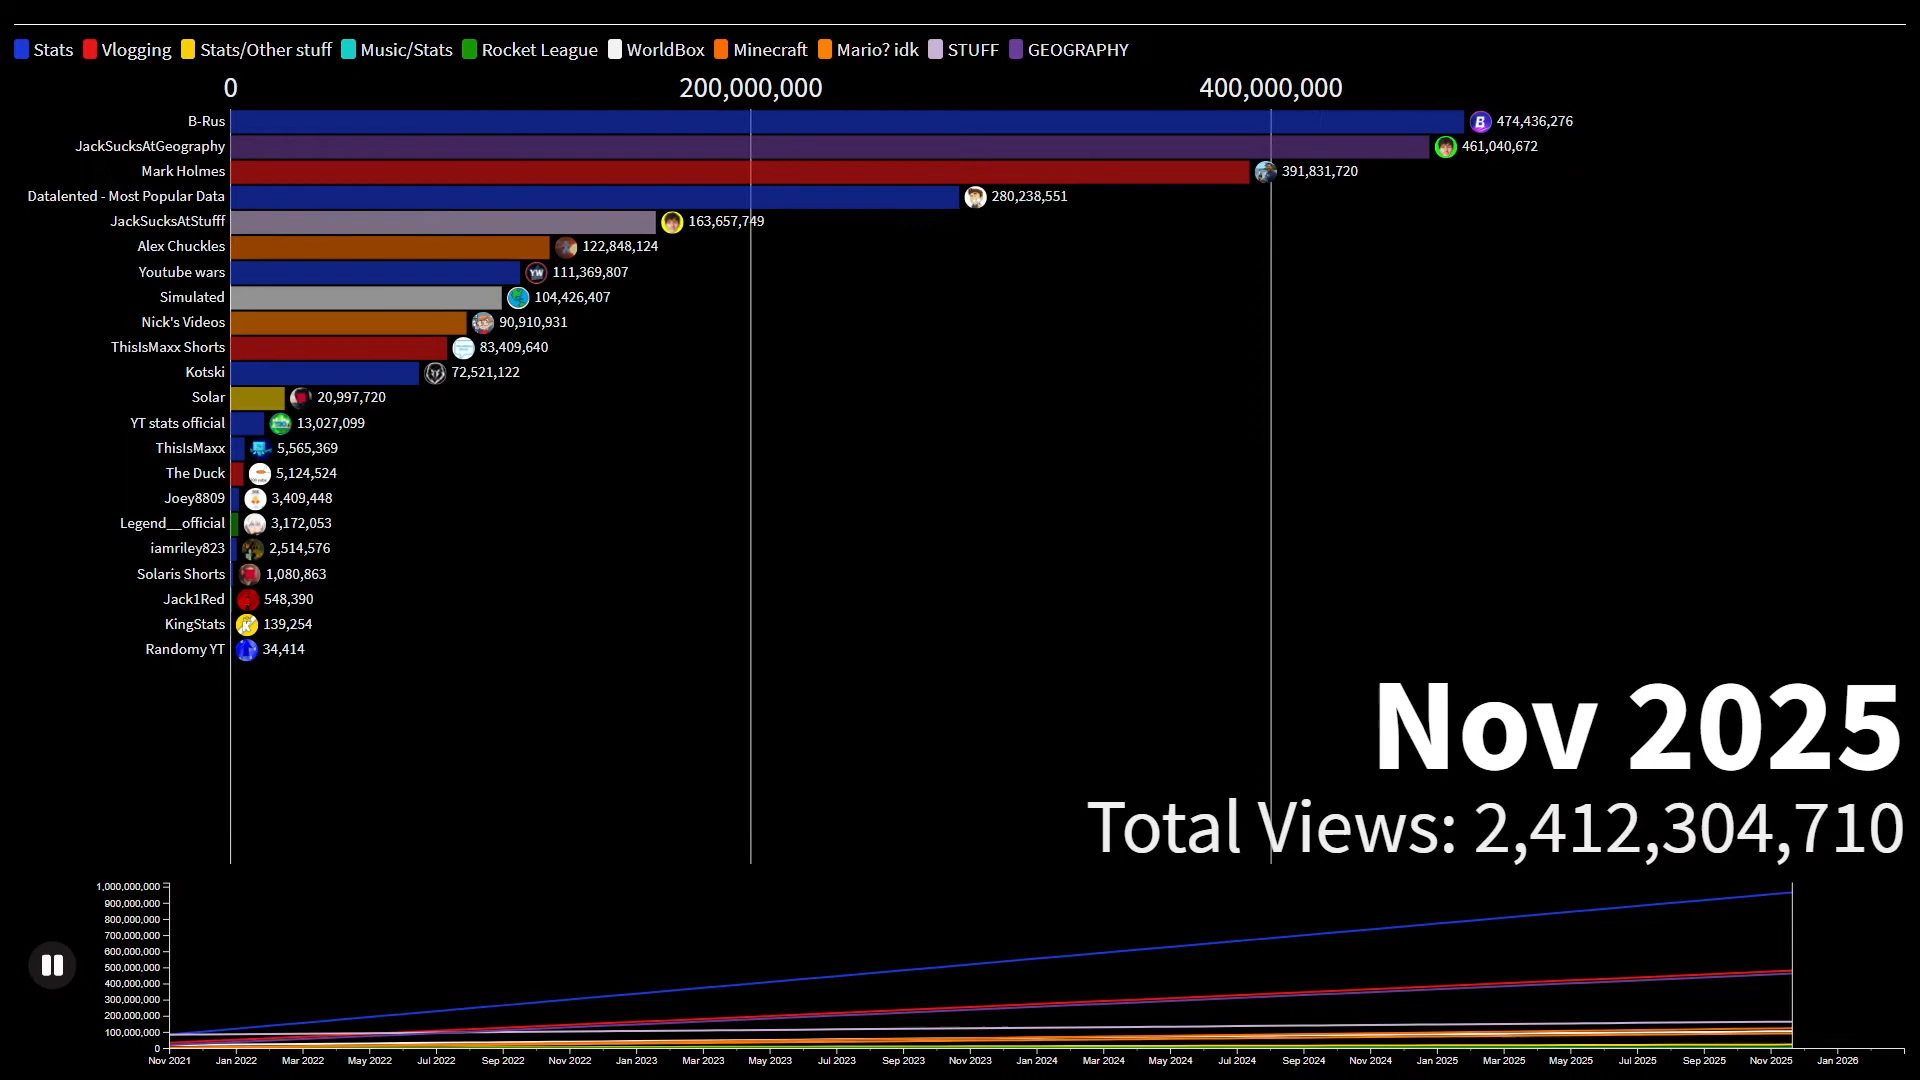 Stats Vlogging Stats/Other stuff Music/Stats Rocket League WorldBox Minecraft Mario? idk STUFF GEOGRAPHY
0 200,000,000 400,000,000
B-Rus B 474,436,276
JackSucksAtGeography 461,040,672
Mark Holmes 391,831,720
Datalented - Most Popular Data 280,238,551
JackSucksAtStufff 163,657,749
Alex Chuckles 122,848,124
Youtube wars YW 111,369,807
Simulated 104,426,407
Nick's Videos 90,910,931
ThisIsMaxx Shorts 83,409,640
Kotski 72,521,122
Solar 20,997,720
YT stats official 13,027,099
ThisIsMaxx 5,565,369
The Duck 5,124,524
Joey8809 3,409,448
Legend__official 3,172,053
iamriley823 2,514,576
Solaris Shorts 1,080,863
Jack1Red 548,390
KingStats K 139,254
Randomy YT 34,414
Nov 2025
Total Views: 2,412,304,710
1,000,000,000
900,000,000
800,000,000
700,000,000
600,000,000
500,000,000
400,000,000
300,000,000
200,000,000
100,000,000
0
Nov 2021 Jan 2022 Mar 2022 May 2022 Jul 2022 Sep 2022 Nov 2022 Jan 2023 Mar 2023 May 2023 Jul 2023 Sep 2023 Nov 2023 Jan 2024 Mar 2024 May 2024 Jul 2024 Sep 2024 Nov 2024 Jan 2025 Mar 2025 May 2025 Jul 2025 Sep 2025 Nov 2025 Jan 2026